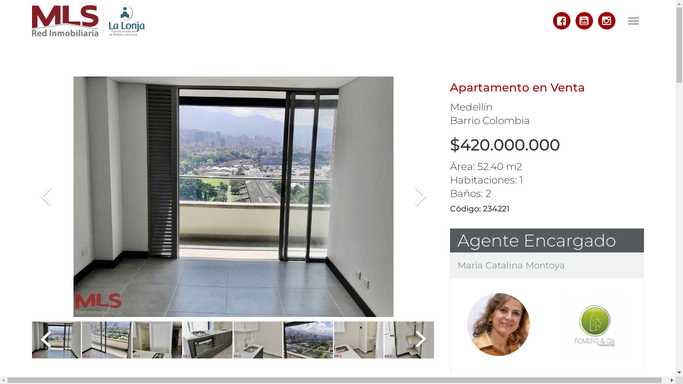 MLS
Red Inmobiliaria
La Lonja
Apartamento en Venta
Medellín
Barrio Colombia
$420.000.000
Área: 52.40 m2
Habitaciones: 1
Baños: 2
Código: 234221
Agente Encargado
Maria Catalina Montoya
MLS